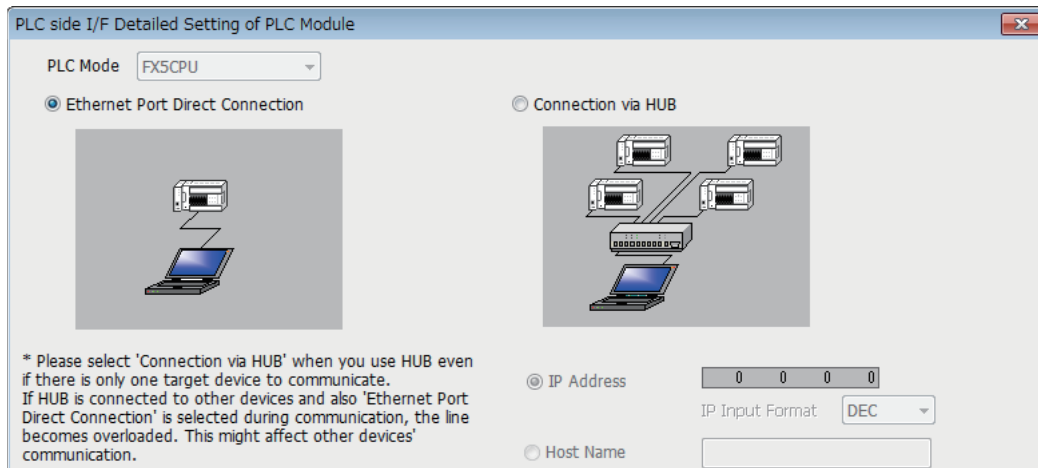 PLC side I/F Detailed Setting of PLC Module
PLC Mode FX5CPU
Ethernet Port Direct Connection
Connection via HUB
* Please select 'Connection via HUB' when you use HUB even
if there is only one target device to communicate.
If HUB is connected to other devices and also 'Ethernet Port
Direct Connection' is selected during communication, the line
becomes overloaded. This might affect other devices'
communication.
IP Address 0 0 0 0
IP Input Format DEC
Host Name